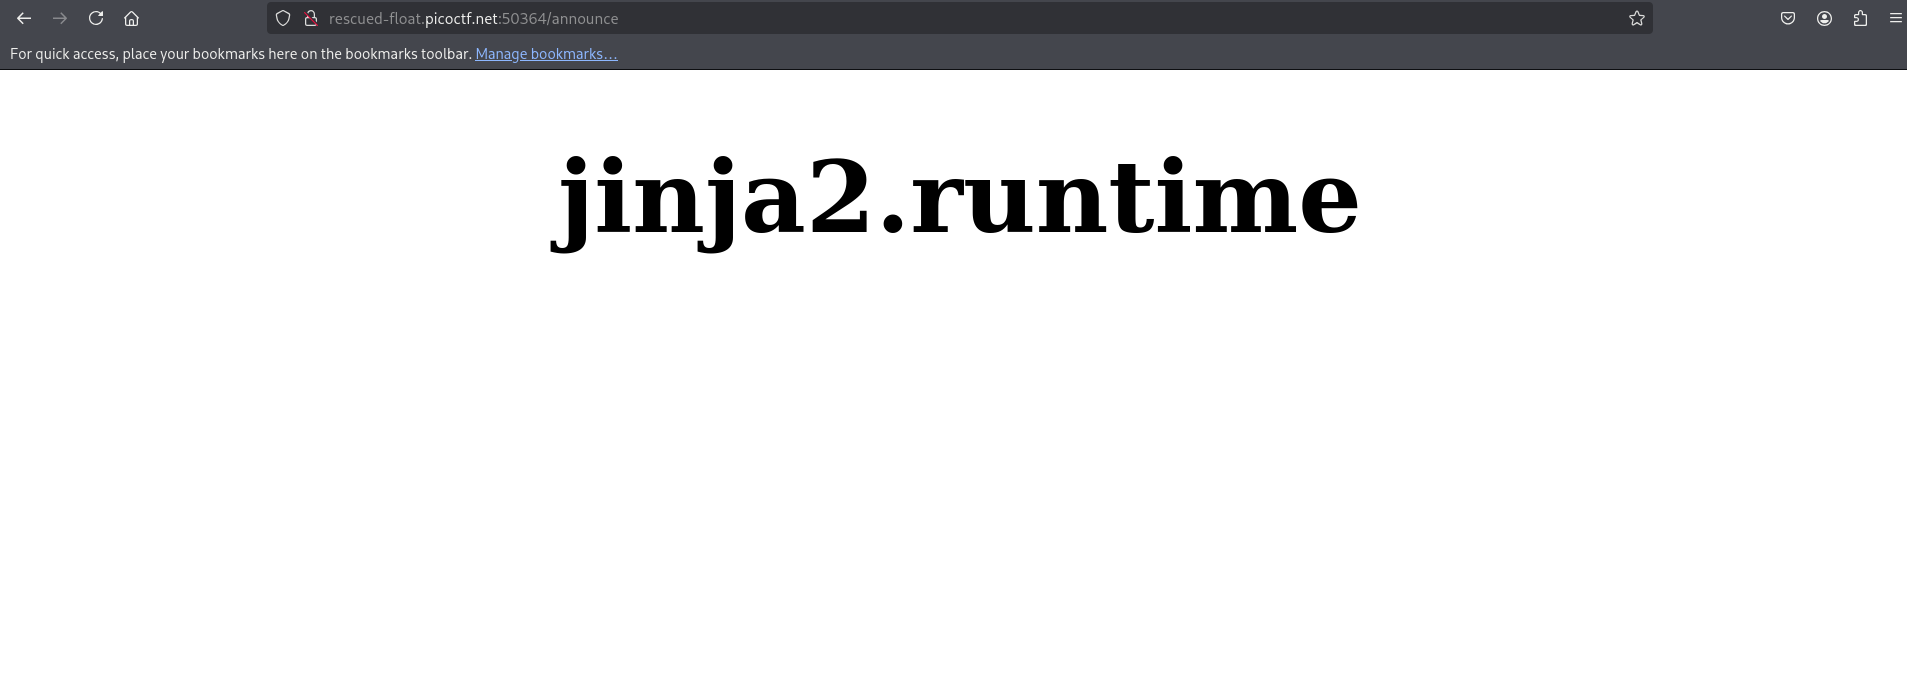 rescued-float.picoctf.net:50364/announce
For quick access, place your bookmarks here on the bookmarks toolbar. Manage bookmarks...
jinja2.runtime